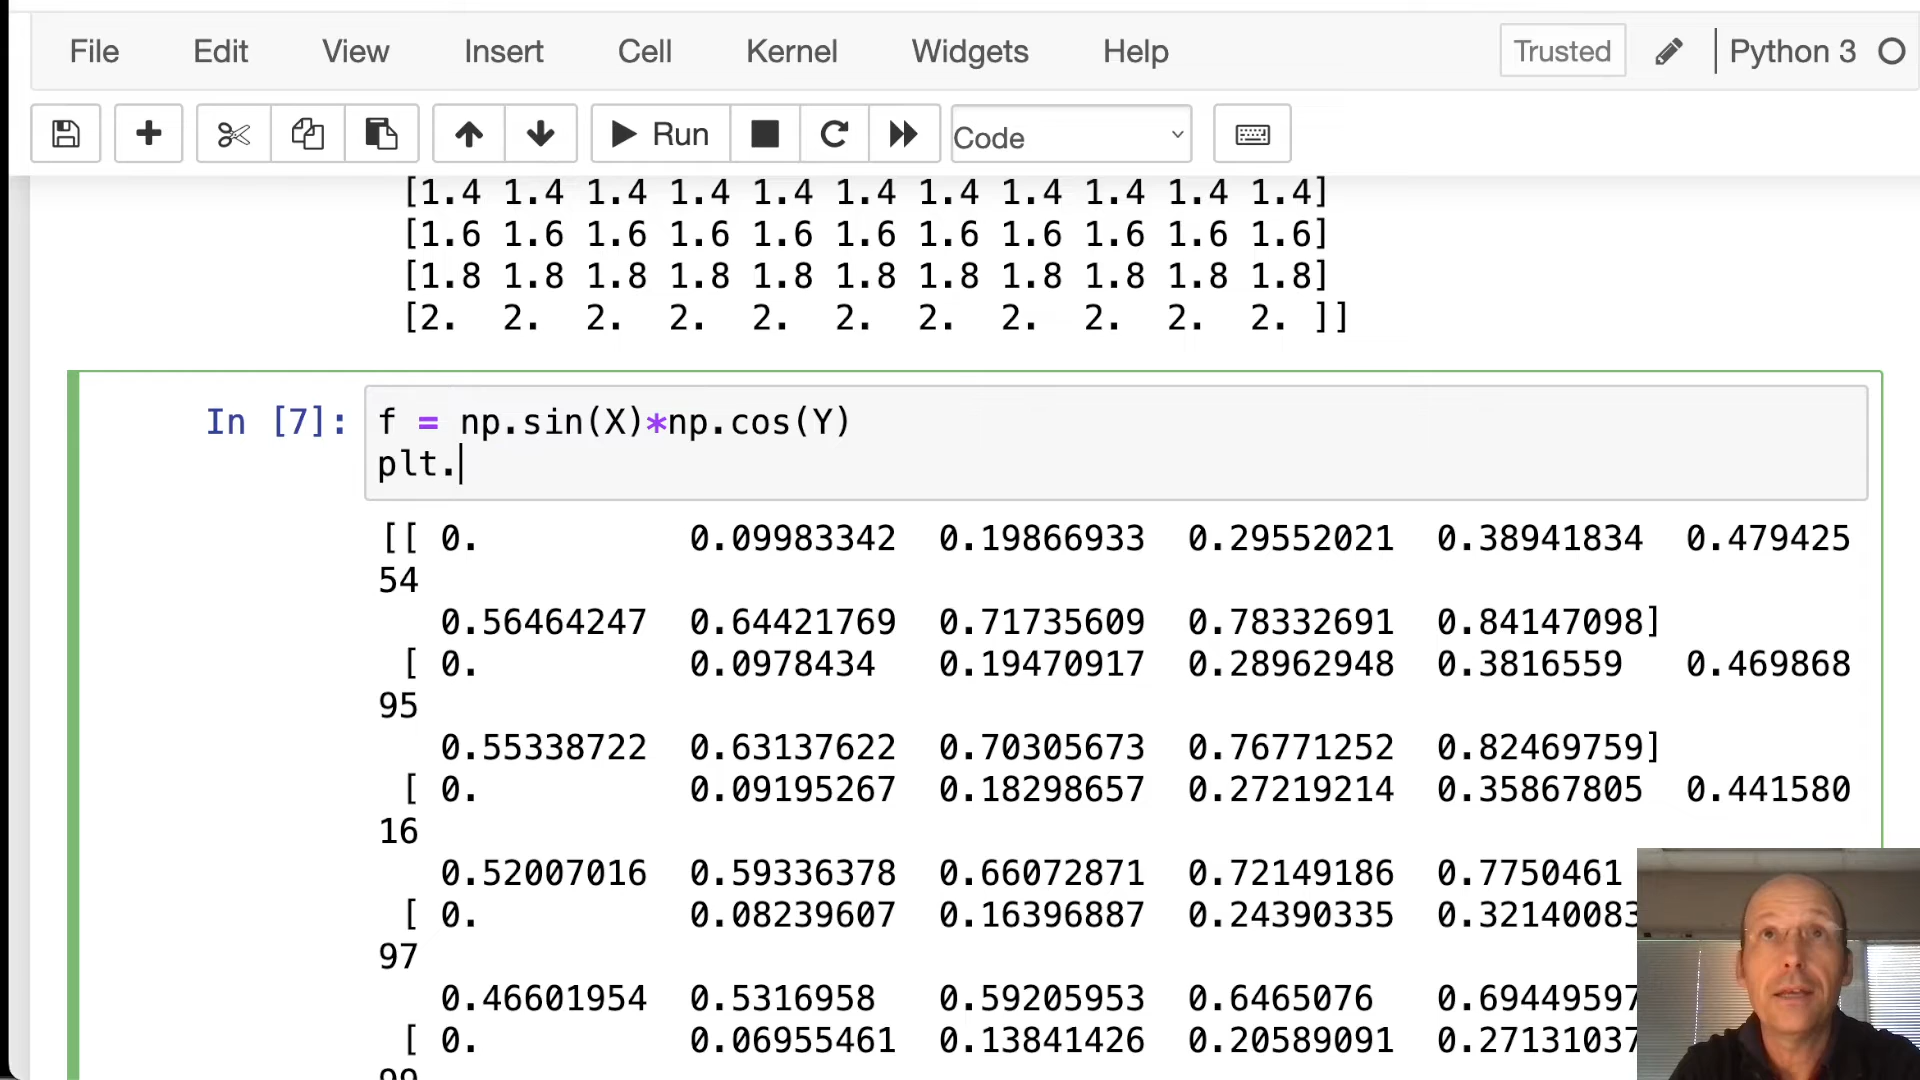 File Edit View Insert Cell Kernel Widgets Help Trusted Python 3
Run Code
[1.4 1.4 1.4 1.4 1.4 1.4 1.4 1.4 1.4 1.4 1.4]
[1.6 1.6 1.6 1.6 1.6 1.6 1.6 1.6 1.6 1.6 1.6]
[1.8 1.8 1.8 1.8 1.8 1.8 1.8 1.8 1.8 1.8 1.8]
[2. 2. 2. 2. 2. 2. 2. 2. 2. 2. 2. ]]
In [7]: f = np.sin(X)*np.cos(Y)
plt.
[[ 0. 0.09983342 0.19866933 0.29552021 0.38941834 0.479425
54
0.56464247 0.64421769 0.71735609 0.78332691 0.84147098]
[ 0. 0.0978434 0.19470917 0.28962948 0.3816559 0.469868
95
0.55338722 0.63137622 0.70305673 0.76771252 0.82469759]
[ 0. 0.09195267 0.18298657 0.27219214 0.35867805 0.441580
16
0.52007016 0.59336378 0.66072871 0.72149186 0.7750461
[ 0. 0.08239607 0.16396887 0.24390335 0.32140083
97
0.46601954 0.5316958 0.59205953 0.6465076 0.69449597
[ 0. 0.06955461 0.13841426 0.20589091 0.27131037
99